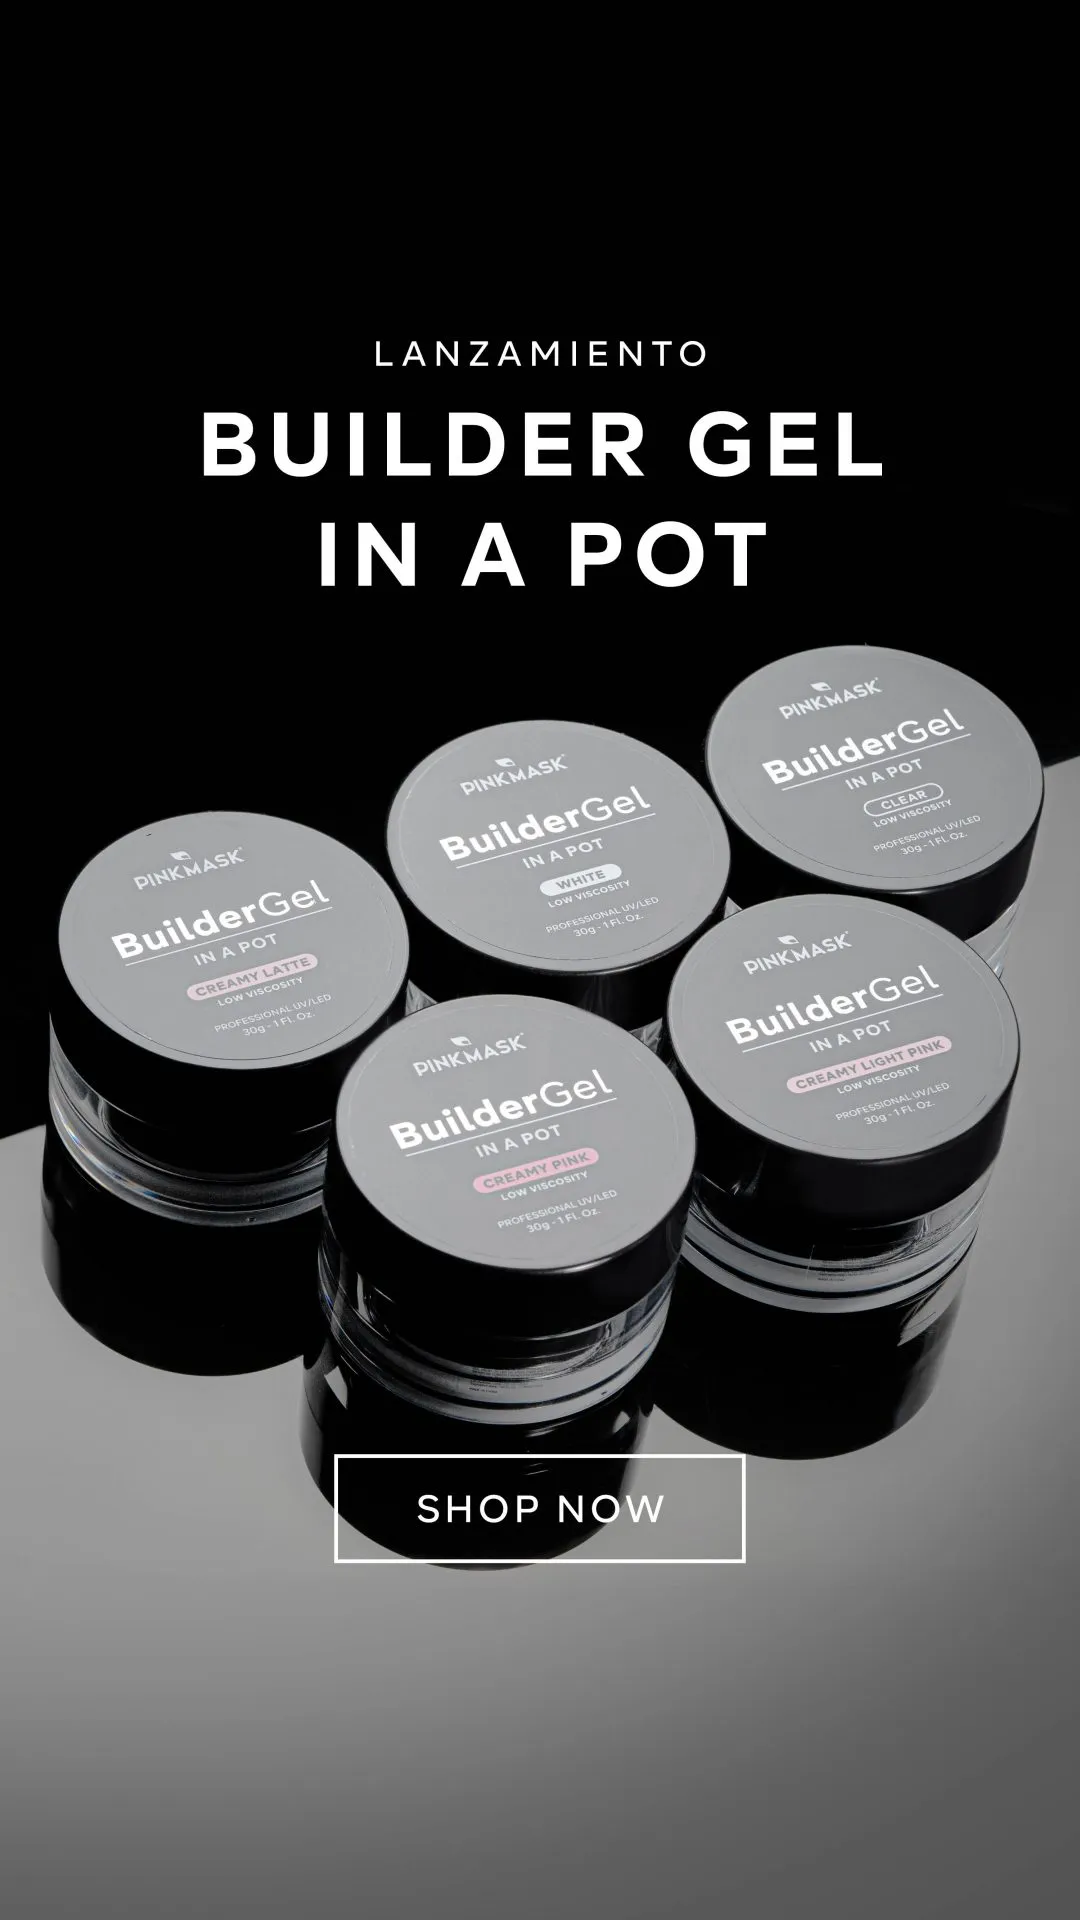 LANZAMIENTO
BUILDER GEL
IN A POT
PINKMASK
BuilderGel
IN A POT
CLEAR
LOW VISCOSITY
PROFESSIONAL UV/LED
30g - 1 Fl. Oz.
PINKMASK
BuilderGel
IN A POT
WHITE
LOW VISCOSITY
PROFESSIONAL UV/LED
30g - 1 Fl. Oz.
PINKMASK
BuilderGel
IN A POT
CREAMY LATTE
LOW VISCOSITY
PROFESSIONAL UV/LED
30g - 1 Fl. Oz.
PINKMASK
BuilderGel
IN A POT
CREAMY LIGHT PINK
LOW VISCOSITY
PROFESSIONAL UV/LED
30g - 1 Fl. Oz.
PINKMASK
BuilderGel
IN A POT
CREAMY PINK
LOW VISCOSITY
PROFESSIONAL UV/LED
30g - 1 Fl. Oz.
SHOP NOW